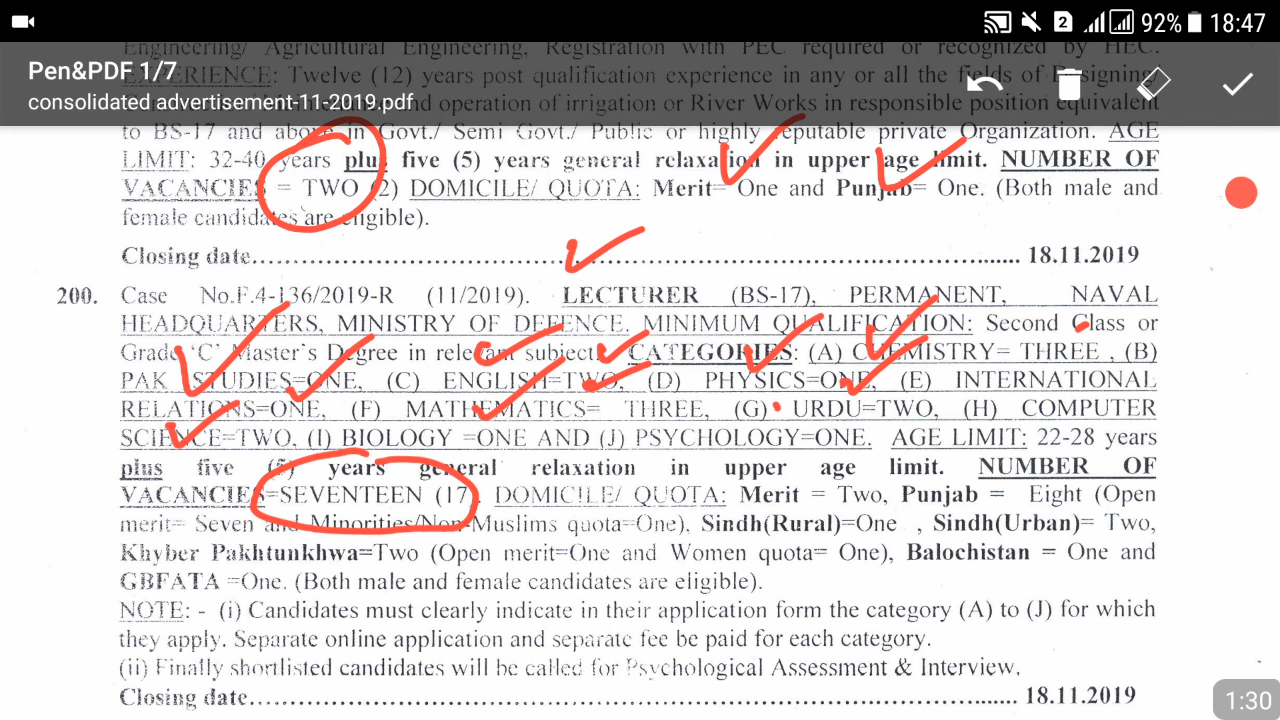 2 92% 18:47
Engineering/ Agricultural Engineering, Registration with PEC required or recognized by HEC.
Pen&PDF 1/7
EXPERIENCE: Twelve (12) years post qualification experience in any or all the fields of Designing,
consolidated advertisement-11-2019.pdf
and operation of irrigation or River Works in responsible position equivalent
to BS-17 and above in Govt./ Semi Govt./ Public or highly reputable private Organization. AGE
LIMIT: 32-40 years plus five (5) years general relaxation in upper age limit. NUMBER OF
VACANCIES = TWO (2) DOMICILE/ QUOTA: Merit= One and Punjab= One. (Both male and
female candidates are eligible).
Closing date.......................................................................................... 18.11.2019
200. Case No.F.4-136/2019-R (11/2019). LECTURER (BS-17), PERMANENT, NAVAL
HEADQUARTERS, MINISTRY OF DEFENCE. MINIMUM QUALIFICATION: Second Class or
Grade 'C' Master's Degree in relevant subject. CATEGORIES: (A) CHEMISTRY= THREE , (B)
PAK STUDIES=ONE, (C) ENGLISH=TWO, (D) PHYSICS=ONE, (E) INTERNATIONAL
RELATIONS=ONE, (F) MATHEMATICS= THREE, (G) URDU=TWO, (H) COMPUTER
SCIENCE=TWO, (I) BIOLOGY =ONE AND (J) PSYCHOLOGY=ONE. AGE LIMIT: 22-28 years
plus five (5) years general relaxation in upper age limit. NUMBER OF
VACANCIES=SEVENTEEN (17) DOMICILE/ QUOTA: Merit = Two, Punjab = Eight (Open
merit= Seven and Minorities/Non-Muslims quota=One), Sindh(Rural)=One , Sindh(Urban)= Two,
Khyber Pakhtunkhwa=Two (Open merit=One and Women quota= One), Balochistan = One and
GBFATA =One. (Both male and female candidates are eligible).
NOTE: - (i) Candidates must clearly indicate in their application form the category (A) to (J) for which
they apply. Separate online application and separate fee be paid for each category.
(ii) Finally shortlisted candidates will be called for Psychological Assessment & Interview.
Closing date.......................................................................................... 18.11.2019
1:30